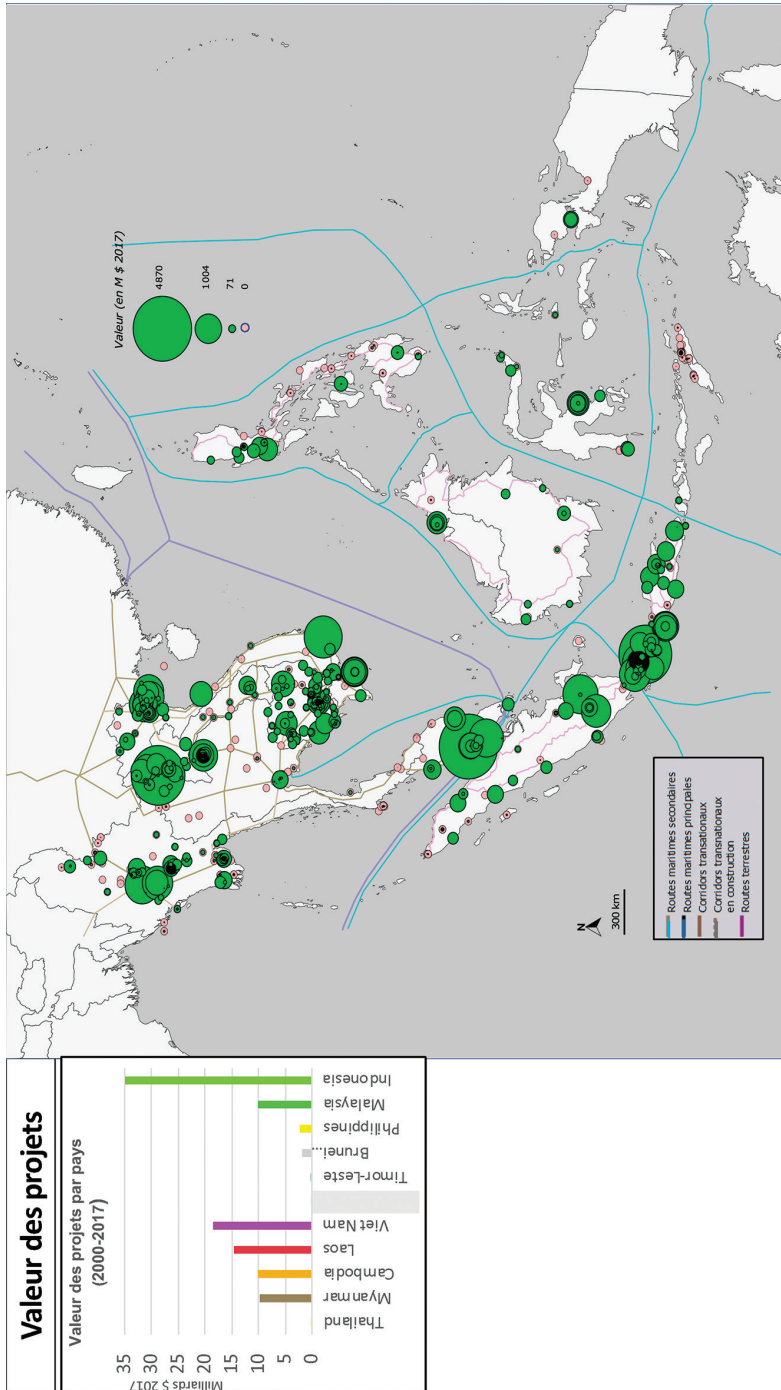 Valeur des projets
Valeur des projets par pays
(2000-2017)
Milliards $ 2017
35
30
25
20
15
10
5
0
Thailand
Myanmar
Cambodia
Laos
Viet Nam
Timor-Leste
Brunei...
Philippines
Malaysia
Indonesia
Valeur (en M $ 2017)
4870
1004
71
0
N
300 km
Routes maritimes secondaires
Routes maritimes principales
Corridors transationaux
Corridors transnationaux
en construction
Routes terrestres